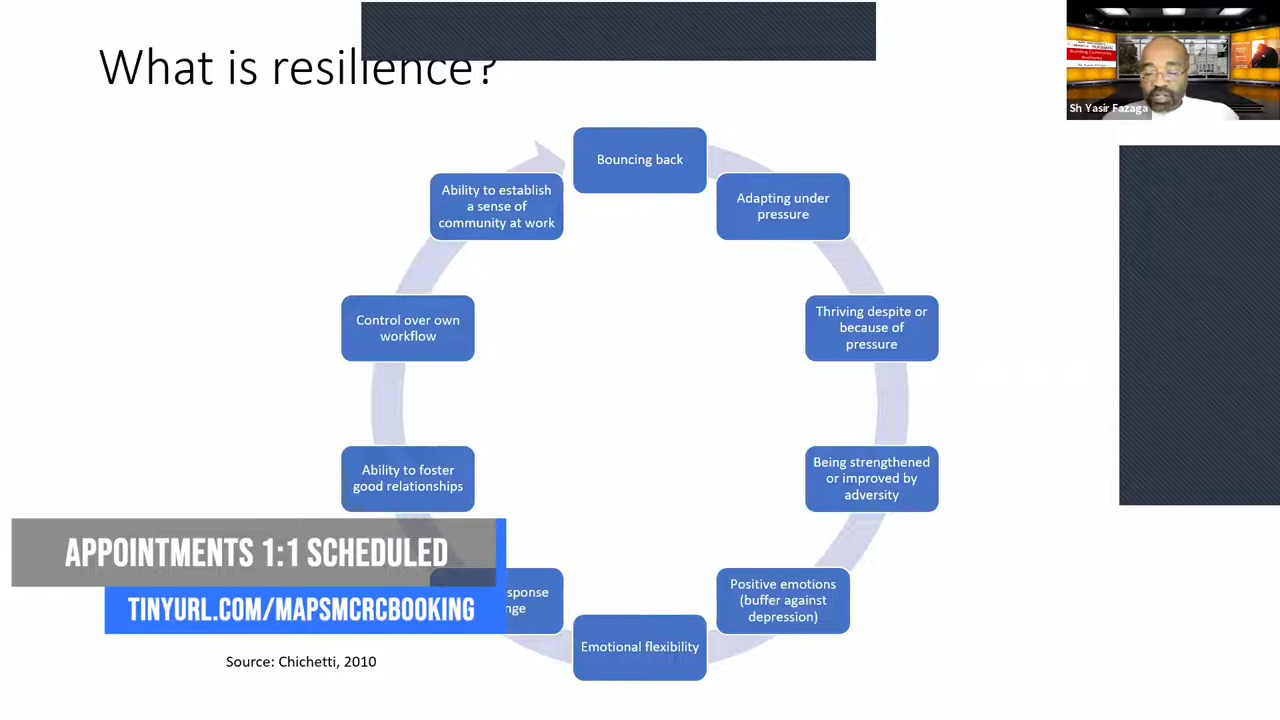 What is resilience?
Bouncing back
Adapting under
pressure
Thriving despite or
because of
pressure
Being strengthened
or improved by
adversity
Positive emotions
(buffer against
depression)
Emotional flexibility
Ability to foster
good relationships
Control over own
workflow
Ability to establish
a sense of
community at work
APPOINTMENTS 1:1 SCHEDULED
TINYURL.COM/MAPSMCRCBOOKING
Source: Chichetti, 2010
Sh Yasir Fazaga